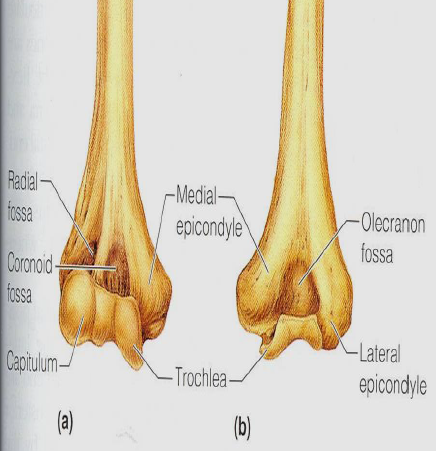 Radial
fossa
Coronoid
fossa
Capitulum
Medial
epicondyle
Trochlea
Olecranon
fossa
Lateral
epicondyle
(a)
(b)